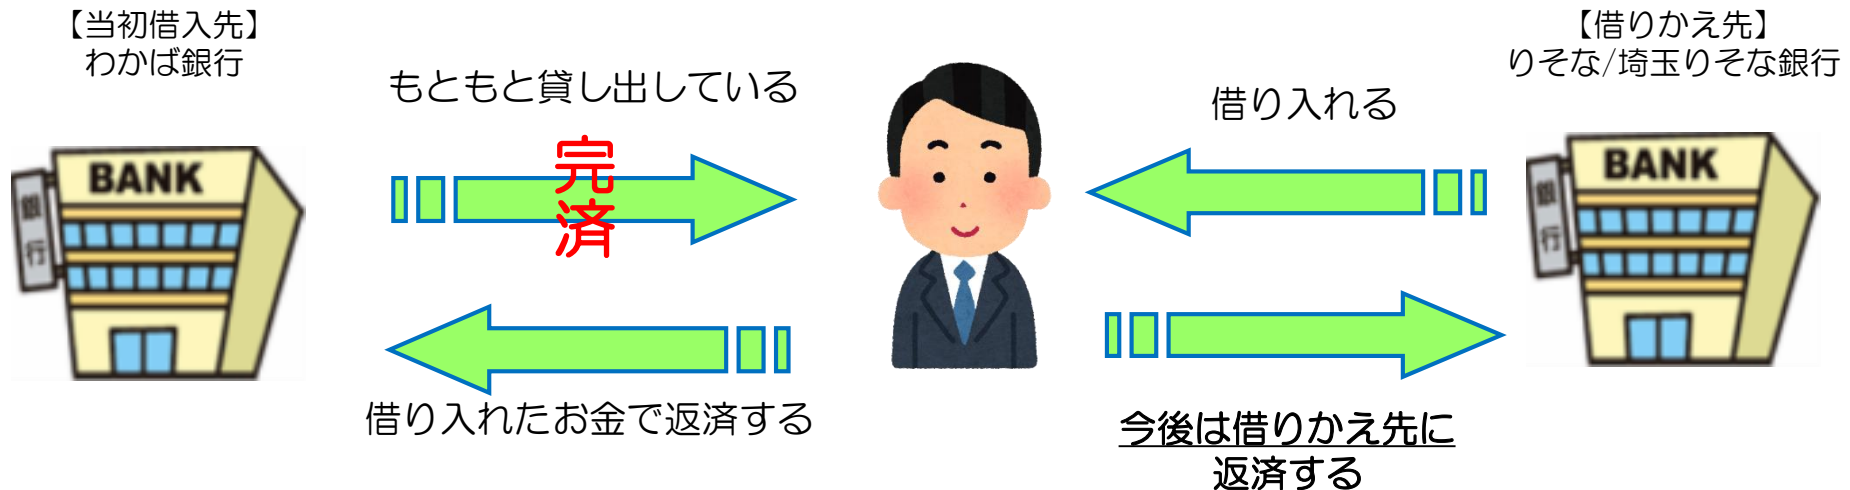 【当初借入先】
わかば銀行
もともと貸し出している
完
済
BANK
銀
行
借り入れたお金で返済する
【借りかえ先】
りそな/埼玉りそな銀行
借り入れる
BANK
銀
行
今後は借りかえ先に
返済する